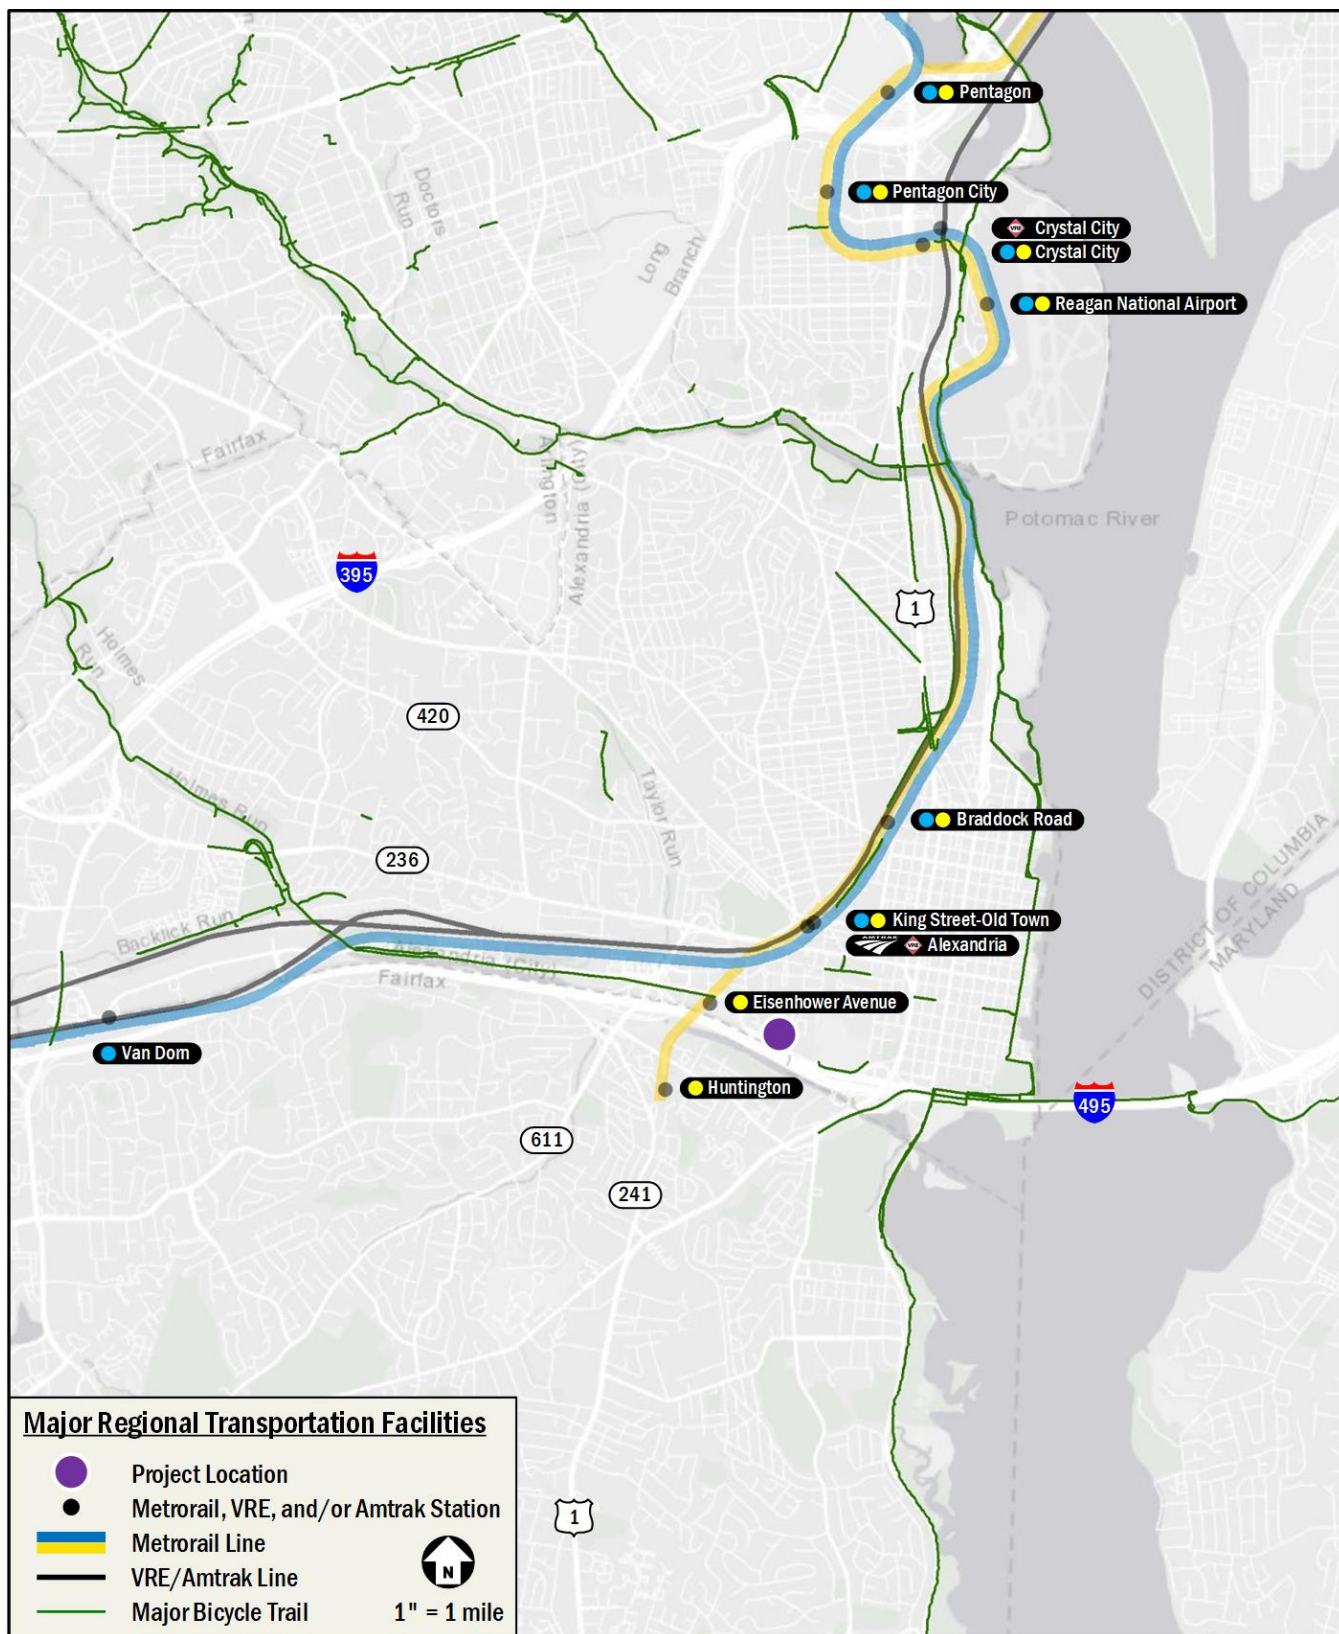 Pentagon
Doctors
Run
Pentagon City
VRE Crystal City
Crystal City
Long
Branch
Reagan National Airport
Fairfax
Arlington
Alexandria (City)
Potomac River
395
1
Holmes
Run
420
Holmes Run
Taylor Run
Braddock Road
236
DISTRICT OF COLUMBIA
MARYLAND
Backlick Run
King Street-Old Town
AMTRAK VRE Alexandria
Alexandria (City)
Fairfax
Eisenhower Avenue
Van Dorn
Huntington
495
611
241
Major Regional Transportation Facilities
Project Location
Metrorail, VRE, and/or Amtrak Station
1
Metrorail Line
VRE/Amtrak Line
N
Major Bicycle Trail 1" = 1 mile